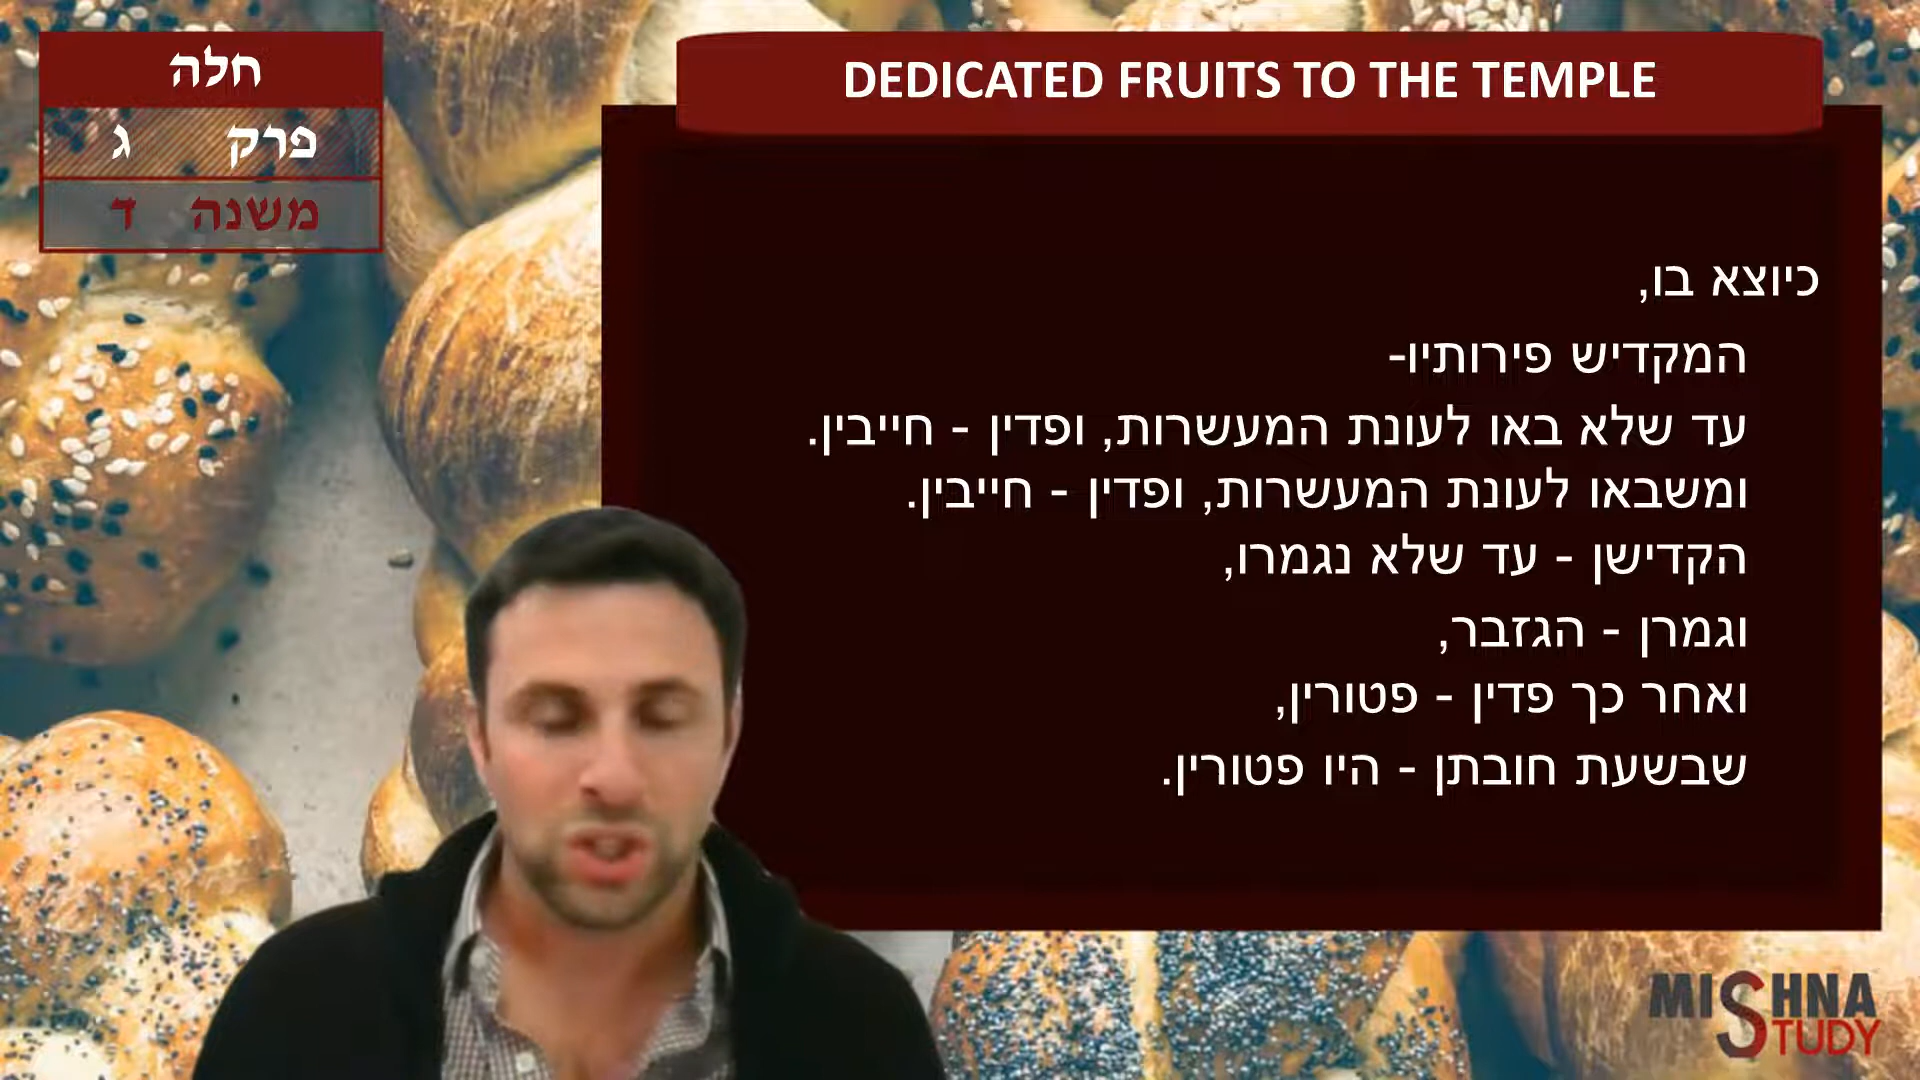 חלה
פרק ג
משנה ד
DEDICATED FRUITS TO THE TEMPLE
כיוצא בו,
המקדיש פירותיו-
עד שלא באו לעונת המעשרות, ופדין - חייבין.
ומשבאו לעונת המעשרות, ופדין - חייבין.
הקדישן - עד שלא נגמרו,
וגמרן - הגזבר,
ואחר כך פדין - פטורין,
שבשעת חובתן - היו פטורין.
MISHNA
STUDY